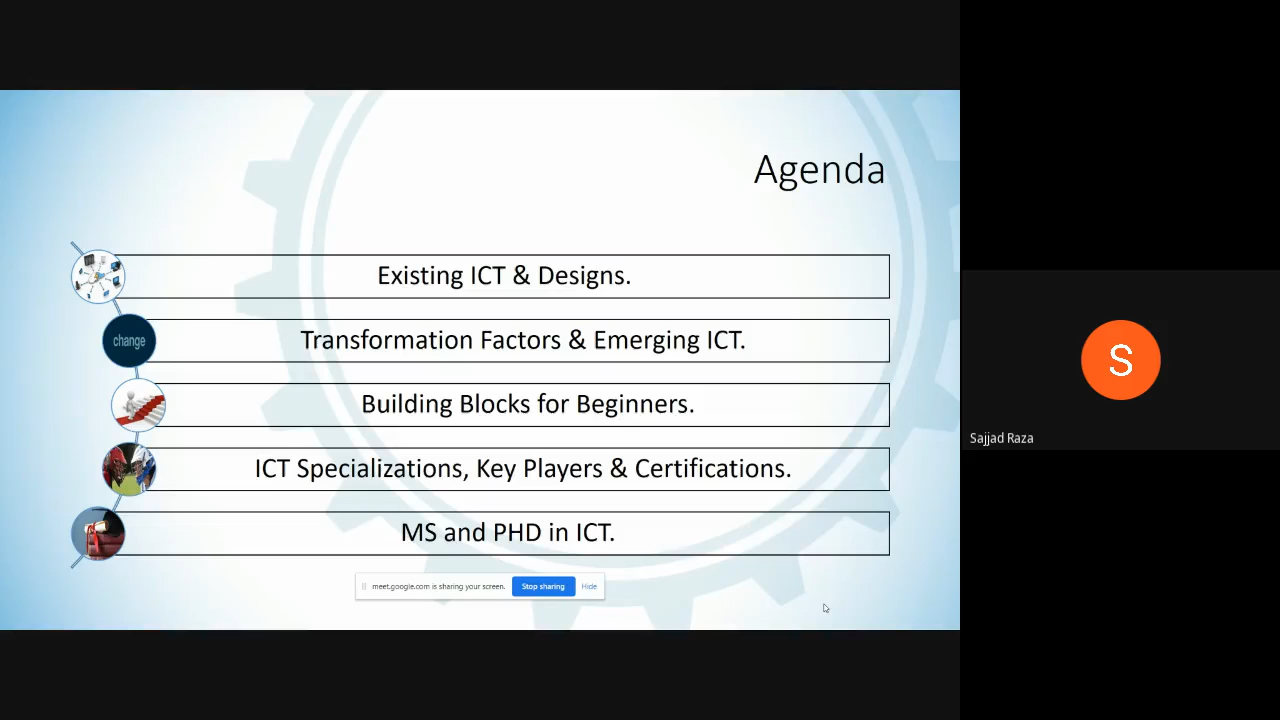 Agenda
Existing ICT & Designs.
change
Transformation Factors & Emerging ICT.
Building Blocks for Beginners.
ICT Specializations, Key Players & Certifications.
MS and PHD in ICT.
meet.google.com is sharing your screen. Stop sharing Hide
S
Sajjad Raza